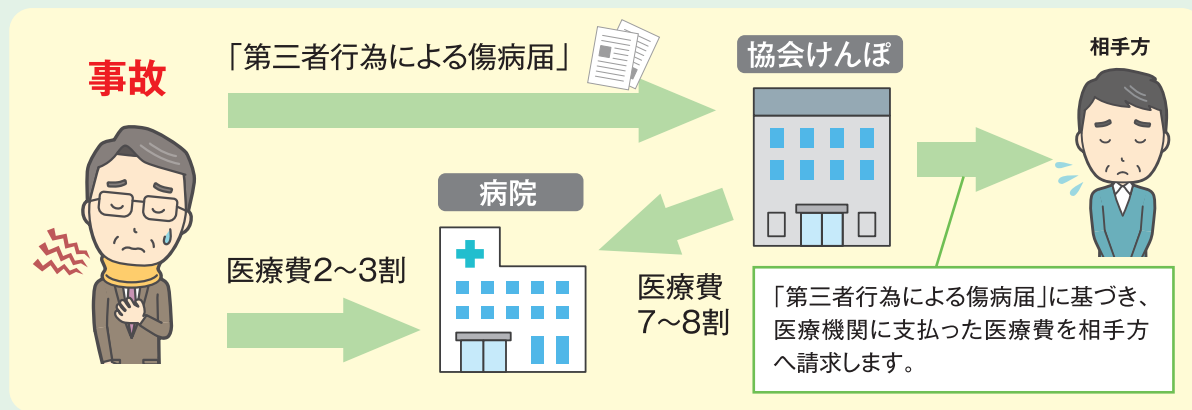 事故
「第三者行為による傷病届」
協会けんぽ
相手方
病院
医療費2〜3割
医療費
7〜8割
「第三者行為による傷病届」に基づき、
医療機関に支払った医療費を相手方
へ請求します。